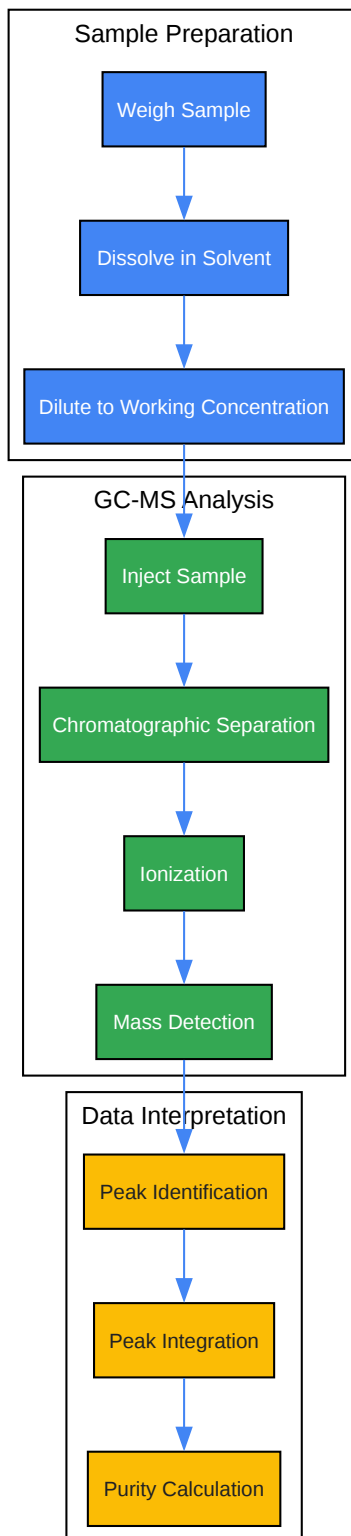 Sample Preparation
Weigh Sample
Dissolve in Solvent
Dilute to Working Concentration
GC-MS Analysis
Inject Sample
Chromatographic Separation
Ionization
Mass Detection
Data Interpretation
Peak Identification
Peak Integration
Purity Calculation